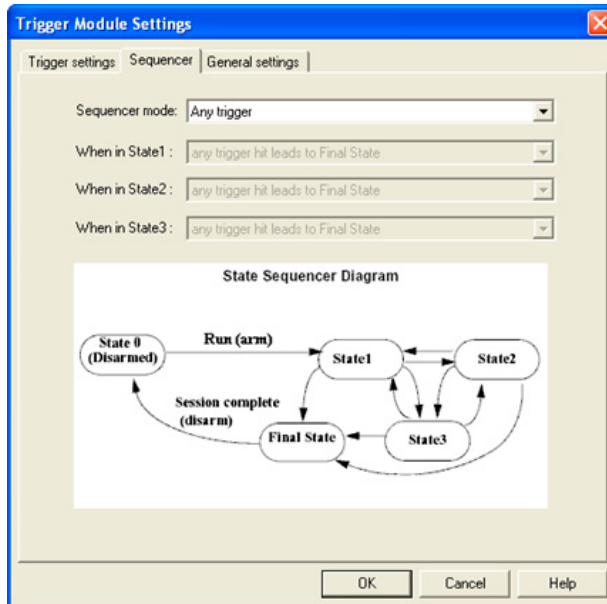 Trigger Module Settings
Trigger settings Sequencer General settings
Sequencer mode: Any trigger
When in State1 : any trigger hit leads to Final State
When in State2 : any trigger hit leads to Final State
When in State3 : any trigger hit leads to Final State
State Sequencer Diagram
State 0
(Disarmed)
Run (arm)
State1
State2
Session complete
(disarm)
Final State
State3
OK Cancel Help